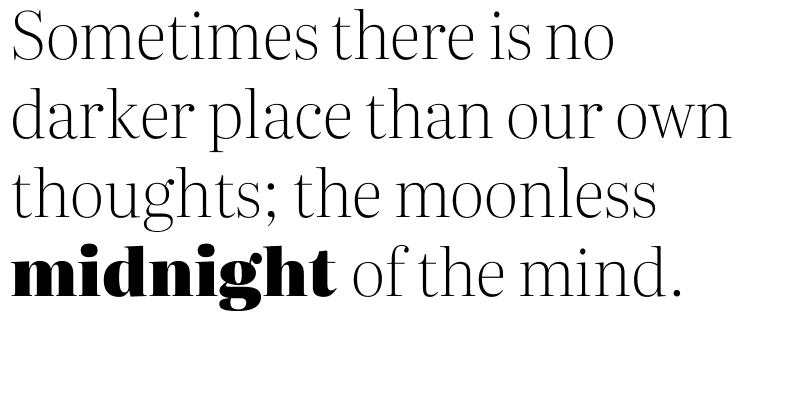 Sometimes there is no
darker place than our own
thoughts; the moonless
midnight of the mind.